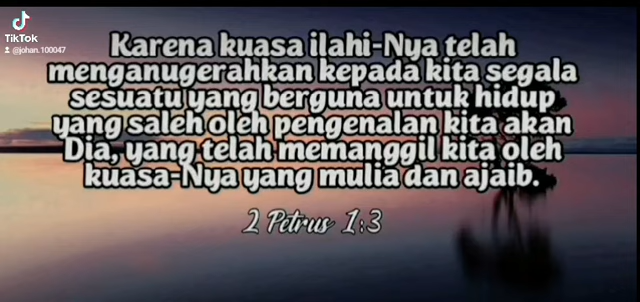 TikTok
@johan.100047
Karena kuasa ilahi-Nya telah
menganugerahkan kepada kita segala
sesuatu yang berguna untuk hidup
yang saleh oleh pengenalan kita akan
Dia, yang telah memanggil kita oleh
kuasa-Nya yang mulia dan ajaib.
2 Petrus 1:3